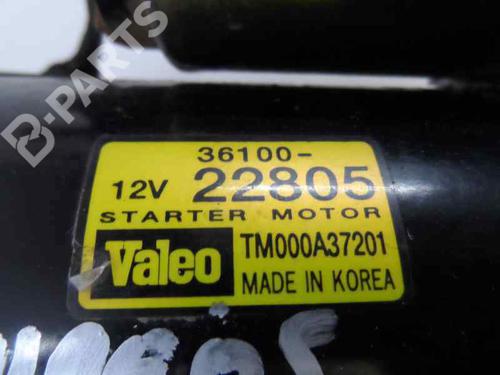 B-PARTS
36100-
12V 22805
STARTER MOTOR
Valeo TM000A37201
MADE IN KOREA